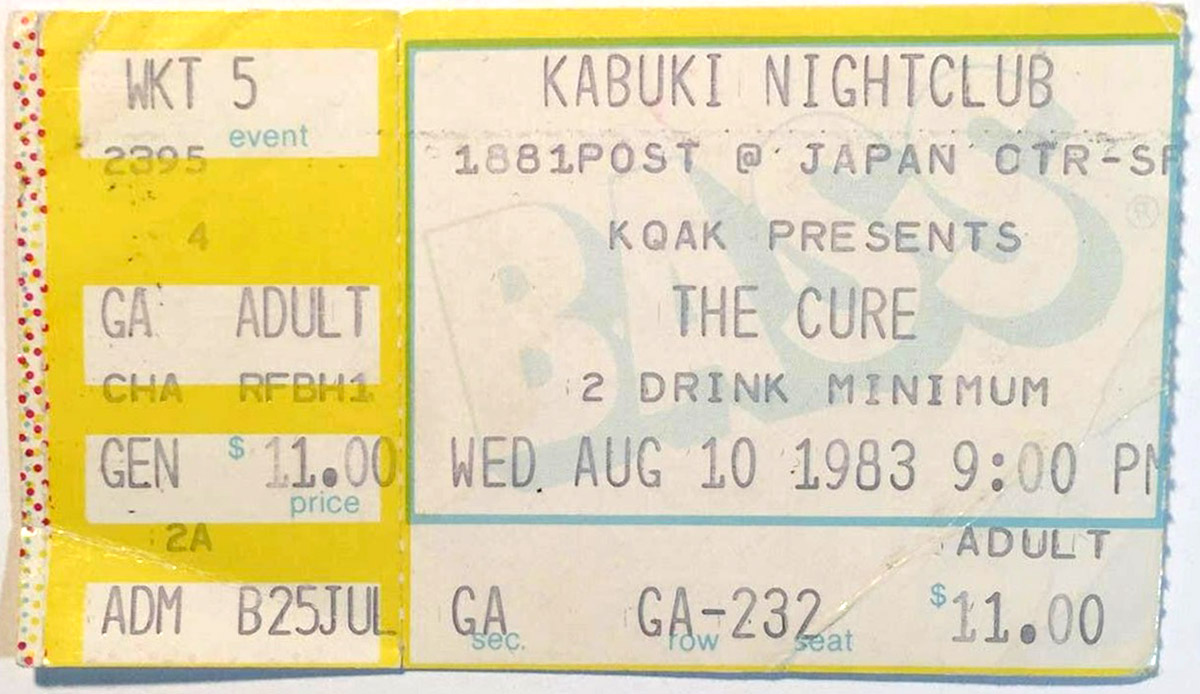 WKT 5
event
2395
4
GA ADULT
CHA RFBH1
GEN $ 11.00
price
2A
ADM B25JUL
KABUKI NIGHTCLUB
1881POST @ JAPAN CTR-SF
KQAK PRESENTS
THE CURE
2 DRINK MINIMUM
WED AUG 10 1983 9:00 PM
ADULT
GA GA-232 $11.00
sec. row seat
BASS ®